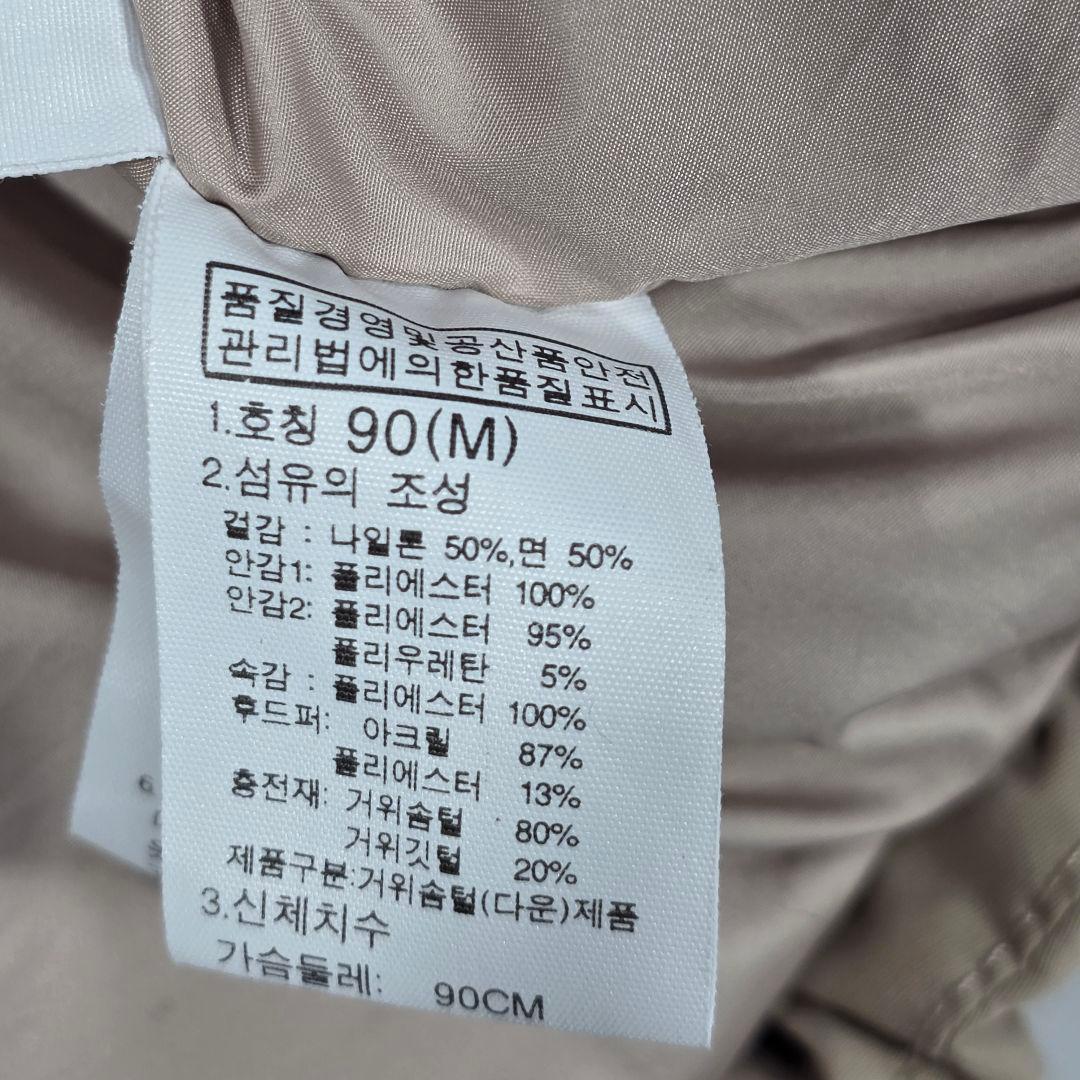 품질경영및공산품안전
관리법에의한품질표시
1.호칭 90(M)
2.섬유의 조성
겉감 : 나일론 50%,면 50%
안감1: 폴리에스터 100%
안감2: 폴리에스터 95%
폴리우레탄 5%
속감 : 폴리에스터 100%
후드퍼: 아크릴 87%
폴리에스터 13%
충전재: 거위솜털 80%
거위깃털 20%
제품구분:거위솜털(다운)제품
3.신체치수
가슴둘레: 90CM
6